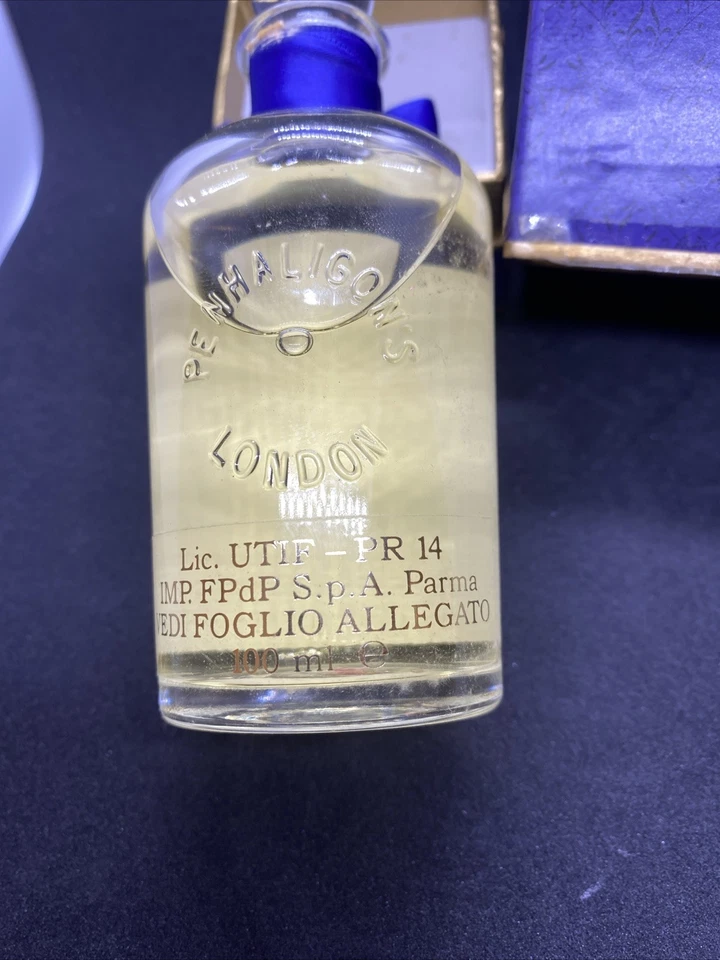 PENHALIGON'S
LONDON
Lic. UTIF – PR 14
IMP. FPdP S.p.A. Parma
VEDI FOGLIO ALLEGATO
100 ml e